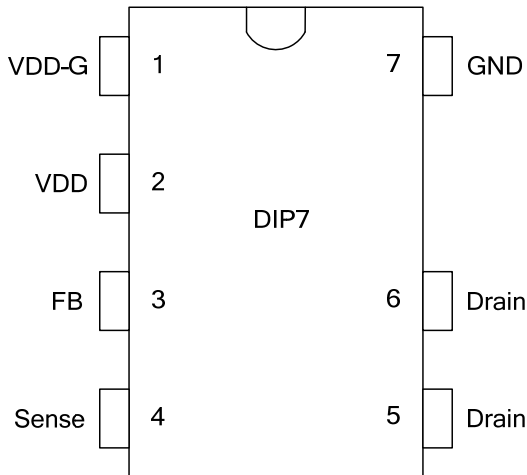 VDD-G 1 7 GND
VDD 2
DIP7
FB 3 6 Drain
Sense 4 5 Drain